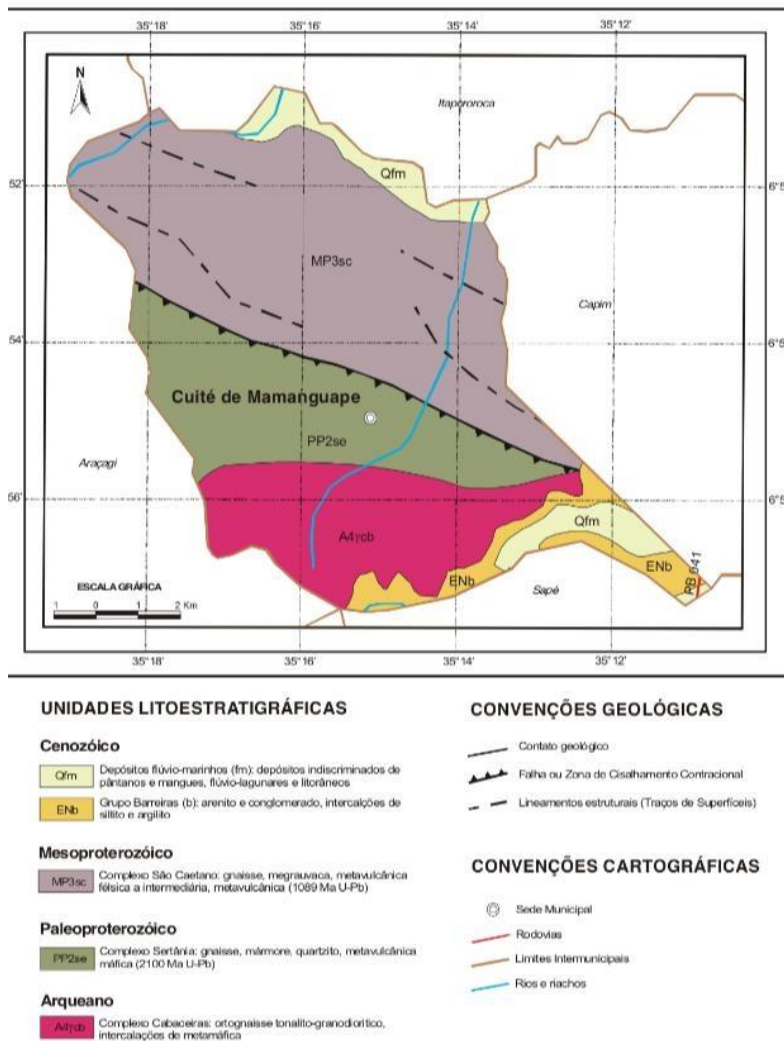 35° 18'
35° 16'
35° 14'
35° 12'
N
Itapororoca
Qfm
52'
6°5
MP3sc
Capim
54'
6°5
Cuité de Mamanguape
PP2se
Araçagi
56'
6°5
Qfm
A4γcb
ENb
ENb
PB 041
Sapé
ESCALA GRÁFICA
1 0 1 2 Km
35° 18'
35° 16'
35° 14'
35° 12'
UNIDADES LITOESTRATIGRÁFICAS
Cenozóico
Qfm
Depósitos flúvio-marinhos (fm): depósitos indiscriminados de
pântanos e mangues, flúvio-lagunares e litorâneos
ENb
Grupo Barreiras (b): arenito e conglomerado, intercalções de
siltito e argilito
Mesoproterozóico
MP3sc
Complexo São Caetano: gnaisse, megrauvaca, metavulcânica
félsica a intermediária, metavulcânica (1089 Ma U-Pb)
Paleoproterozóico
PP2se
Complexo Sertânia: gnaisse, mármore, quartzito, metavulcânica
máfica (2100 Ma U-Pb)
Arqueano
A4γcb
Complexo Cabaceiras: ortognaisse tonalito-granodiorítico,
intercalações de metamáfica
CONVENÇÕES GEOLÓGICAS
Contato geológico
Falha ou Zona de Cisalhamento Contracional
Lineamentos estruturais (Traços de Superfíceis)
CONVENÇÕES CARTOGRÁFICAS
Sede Municipal
Rodovias
Limites Intermunicipais
Rios e riachos